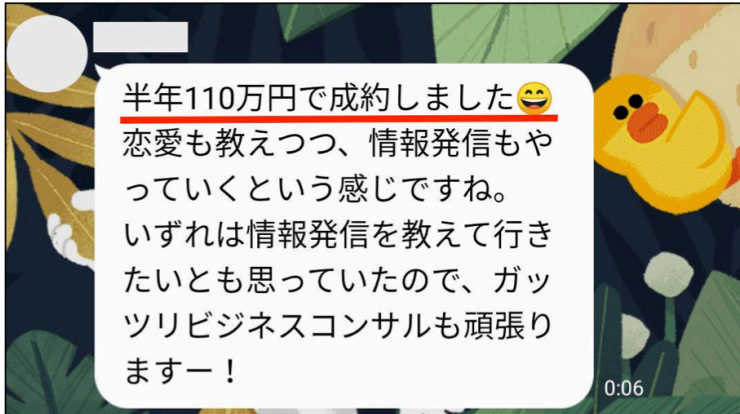 半年110万円で成約しました😄
恋愛も教えつつ、情報発信もや
っていくという感じですね。
いずれは情報発信を教えて行き
たいとも思っていたので、ガッ
ツリビジネスコンサルも頑張り
ますー！
0:06